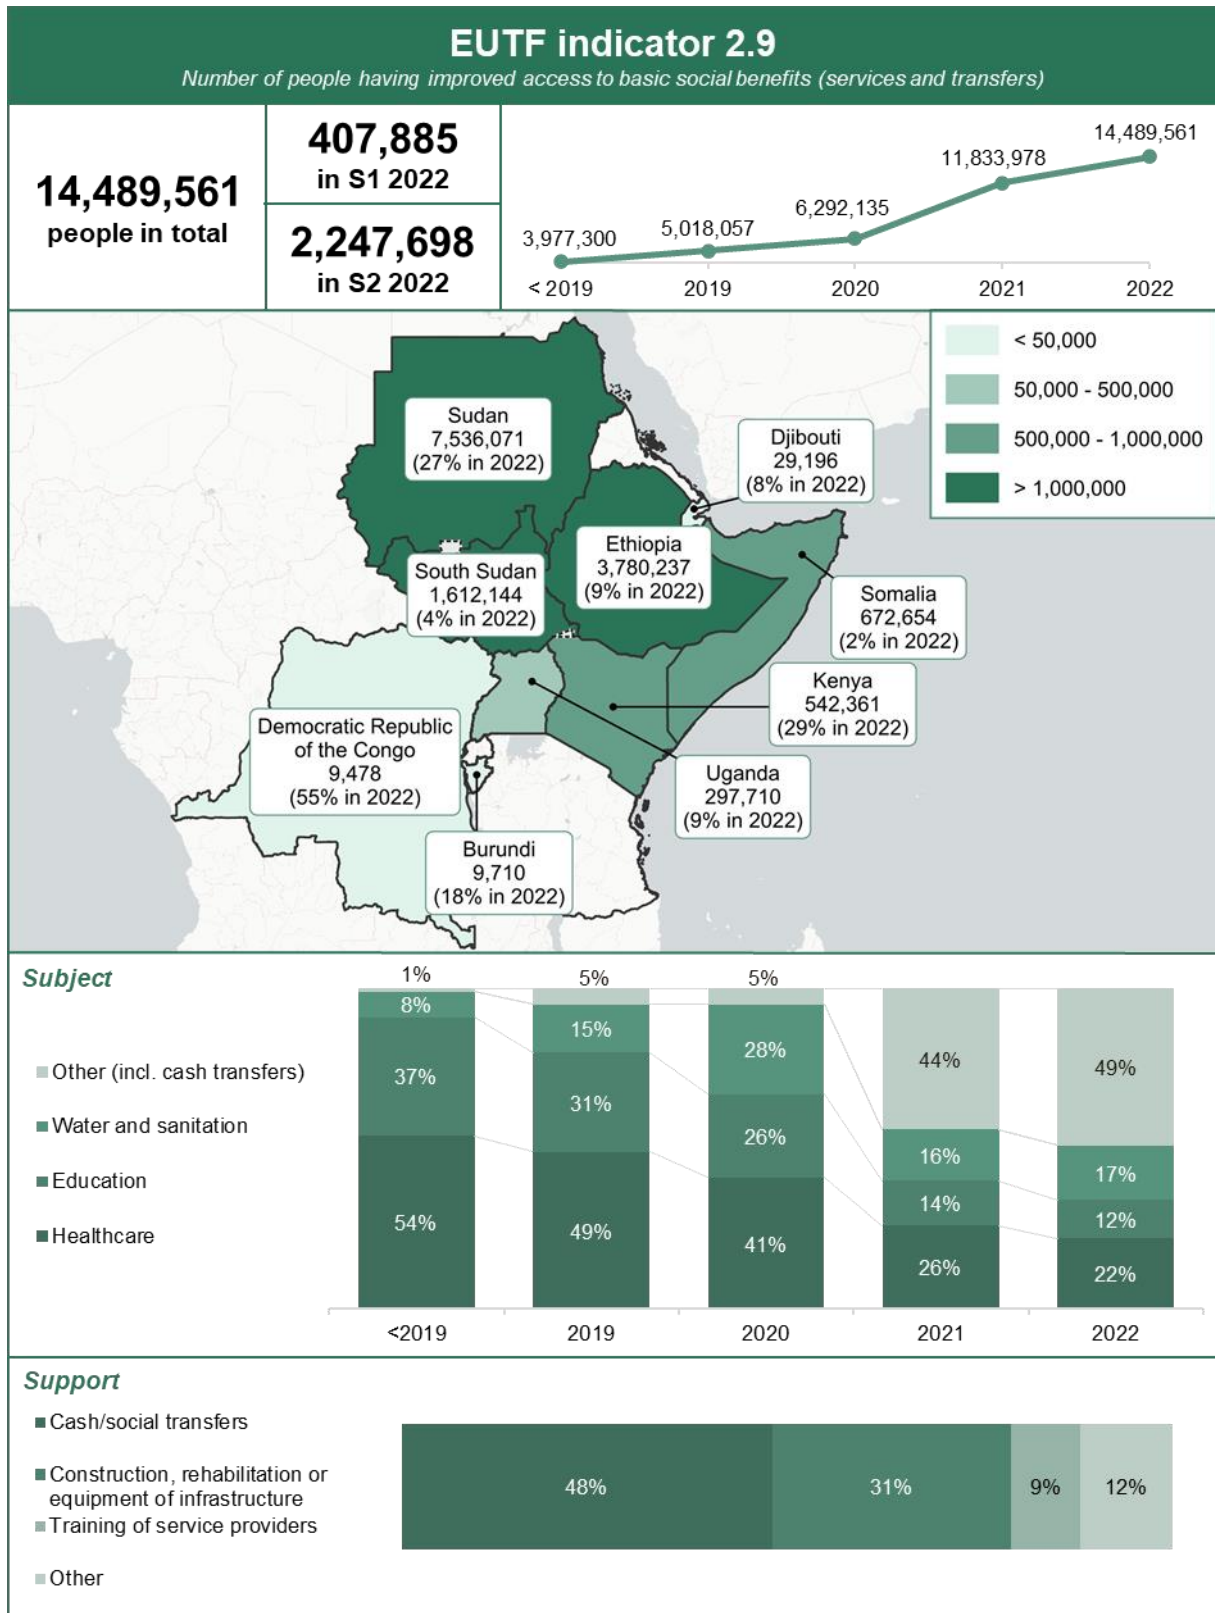 EUTF indicator 2.9
Number of people having improved access to basic social benefits (services and transfers)
14,489,561
people in total
407,885
in S1 2022
2,247,698
in S2 2022
3,977,300
5,018,057
6,292,135
11,833,978
14,489,561
< 2019
2019
2020
2021
2022
< 50,000
50,000 - 500,000
500,000 - 1,000,000
> 1,000,000
Sudan
7,536,071
(27% in 2022)
Djibouti
29,196
(8% in 2022)
Ethiopia
3,780,237
(9% in 2022)
South Sudan
1,612,144
(4% in 2022)
Somalia
672,654
(2% in 2022)
Kenya
542,361
(29% in 2022)
Democratic Republic
of the Congo
9,478
(55% in 2022)
Uganda
297,710
(9% in 2022)
Burundi
9,710
(18% in 2022)
Subject
Other (incl. cash transfers)
Water and sanitation
Education
Healthcare
1%
8%
37%
54%
5%
15%
31%
49%
5%
28%
26%
41%
44%
16%
14%
26%
49%
17%
12%
22%
<2019
2019
2020
2021
2022
Support
Cash/social transfers
Construction, rehabilitation or
equipment of infrastructure
Training of service providers
Other
48%
31%
9%
12%